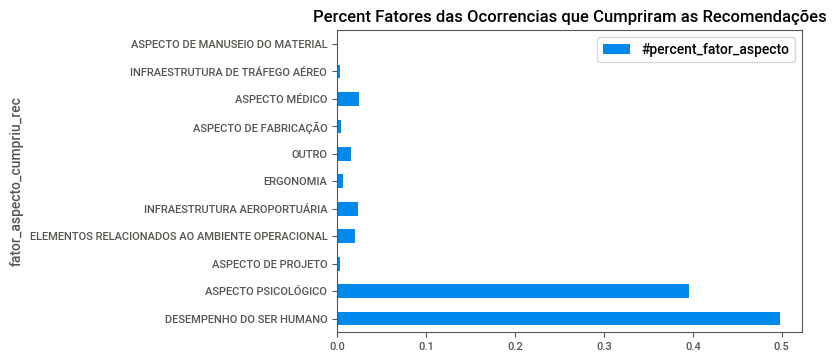 Percent Fatores das Ocorrencias que Cumpriram as Recomendações
#percent_fator_aspecto
fator_aspecto_cumpriu_rec
ASPECTO DE MANUSEIO DO MATERIAL
INFRAESTRUTURA DE TRÁFEGO AÉREO
ASPECTO MÉDICO
ASPECTO DE FABRICAÇÃO
OUTRO
ERGONOMIA
INFRAESTRUTURA AEROPORTUÁRIA
ELEMENTOS RELACIONADOS AO AMBIENTE OPERACIONAL
ASPECTO DE PROJETO
ASPECTO PSICOLÓGICO
DESEMPENHO DO SER HUMANO
0.0 0.1 0.2 0.3 0.4 0.5